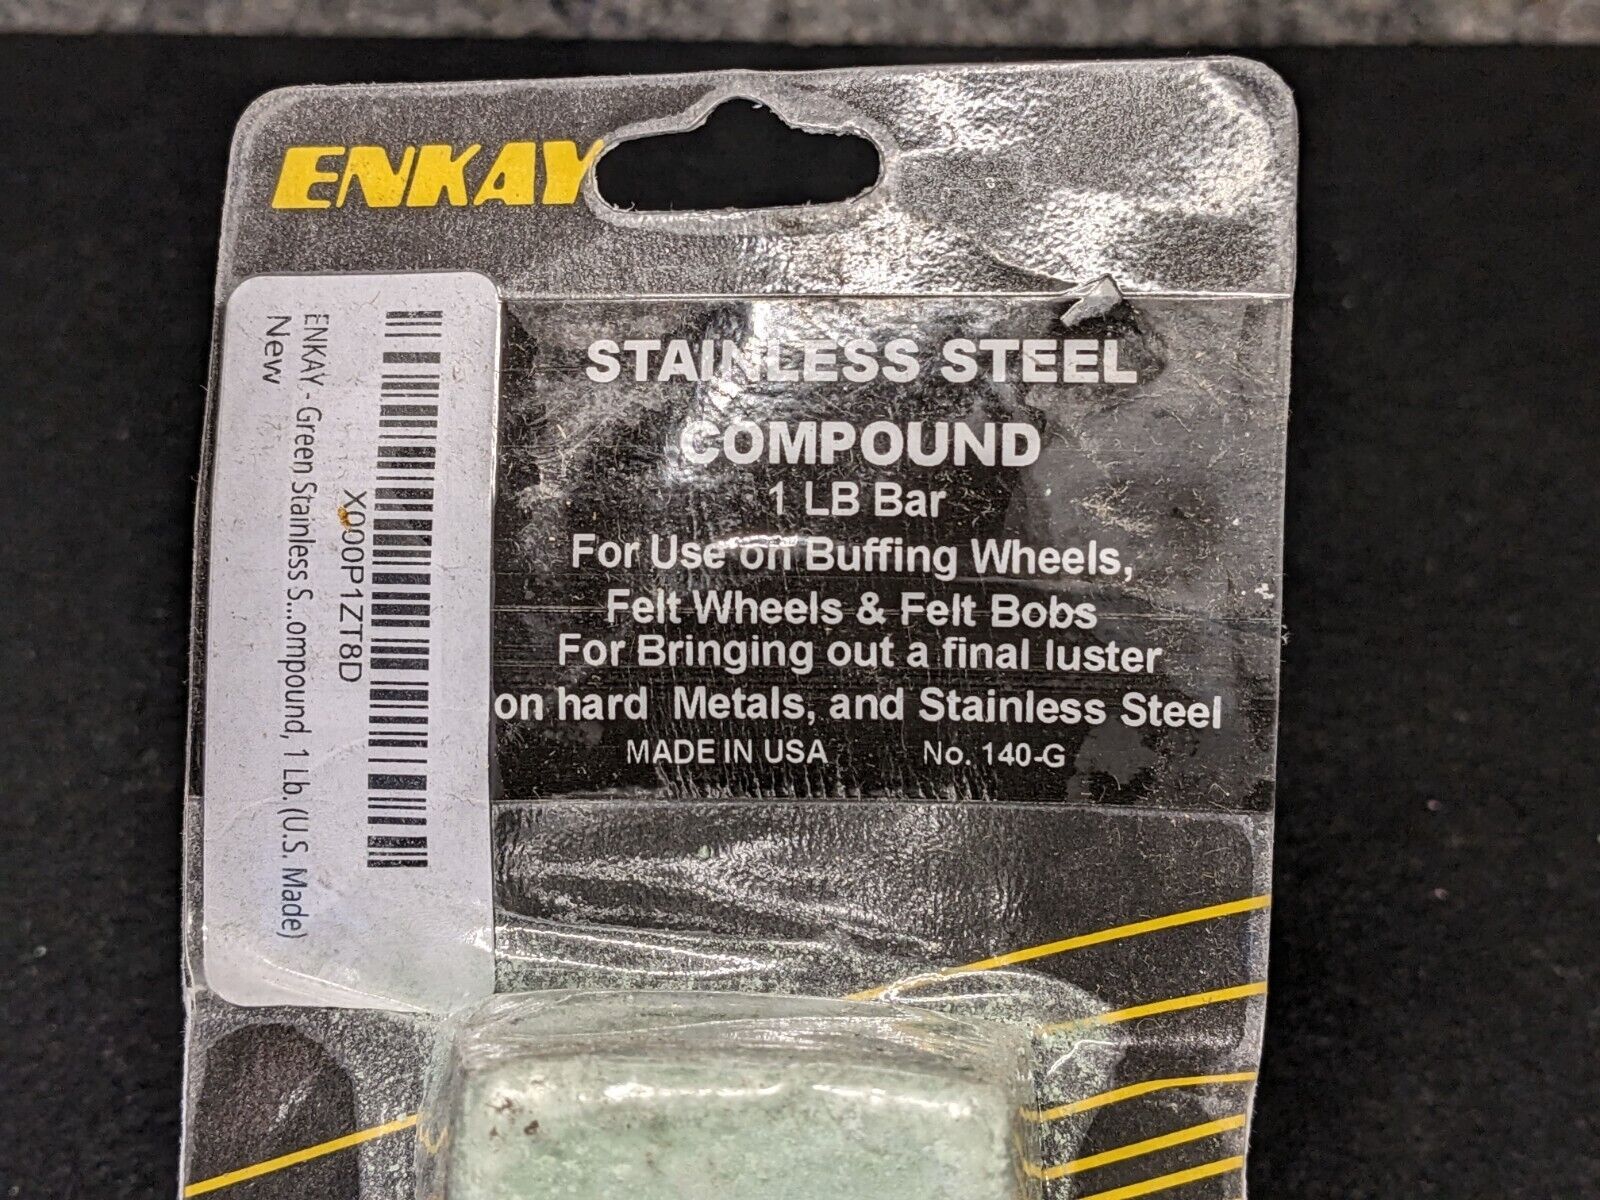 ENKAY
STAINLESS STEEL
COMPOUND
1 LB Bar
For Use on Buffing Wheels,
Felt Wheels & Felt Bobs
For Bringing out a final luster
on hard Metals, and Stainless Steel
MADE IN USA No. 140-G
X000P1ZT8D
ENKAY - Green Stainless S...ompound, 1 Lb. (U.S. Made)
New